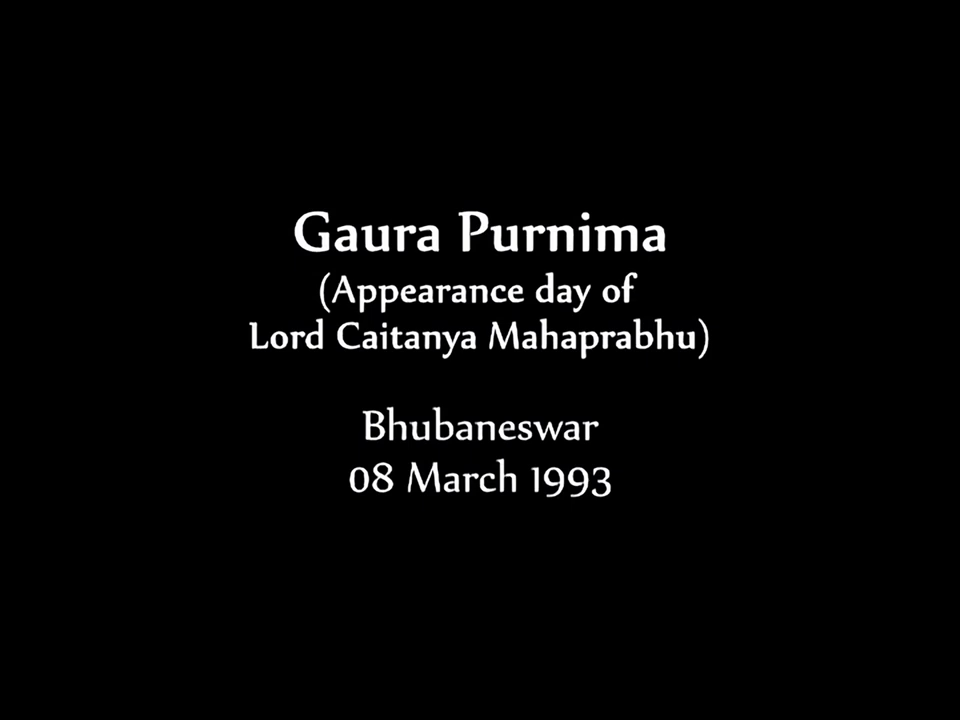 Gaura Purnima
(Appearance day of
Lord Caitanya Mahaprabhu)
Bhubaneswar
08 March 1993